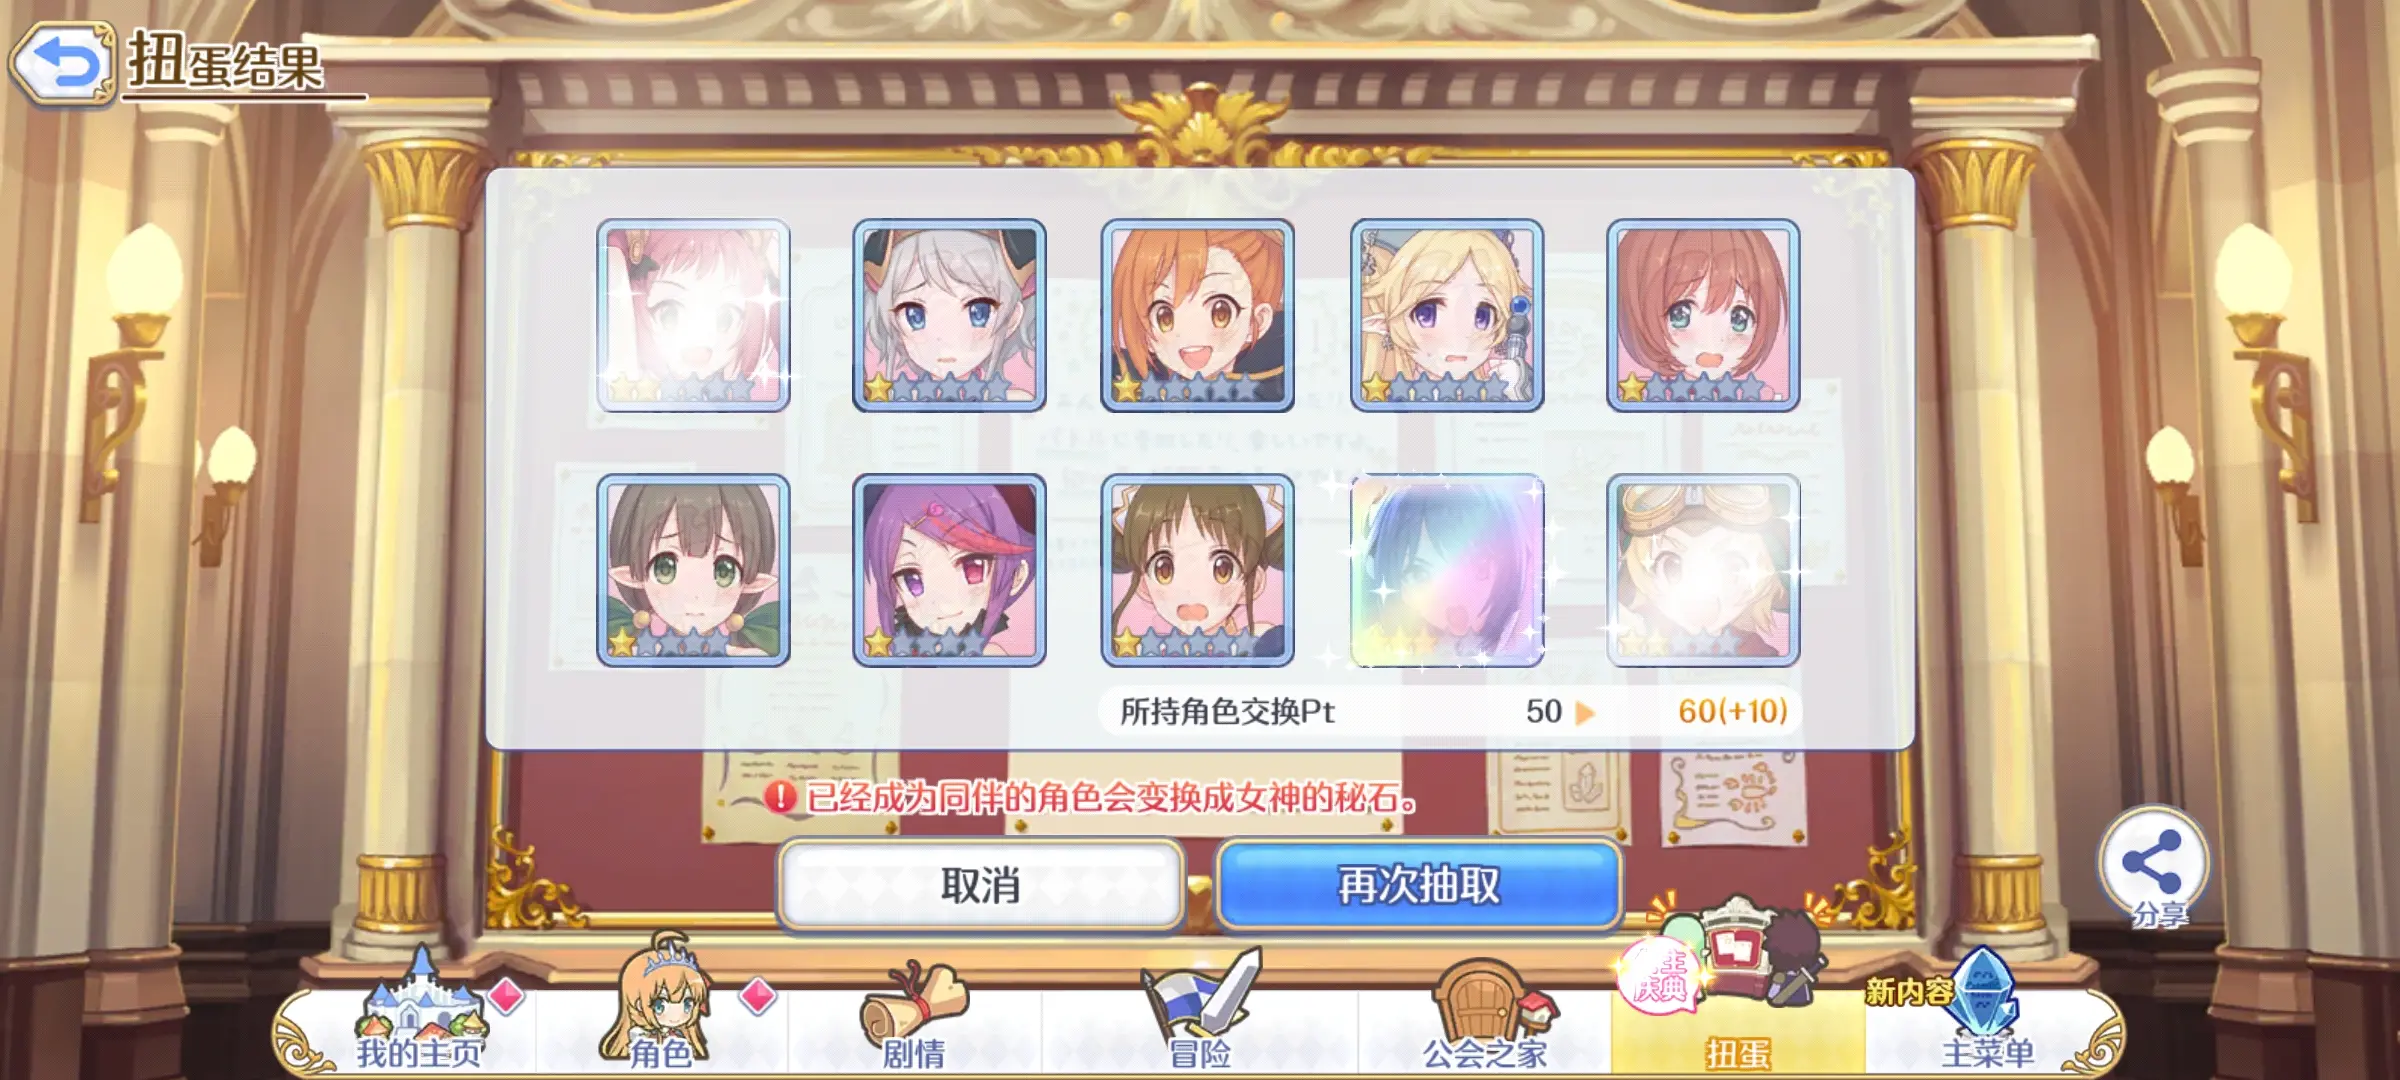 扭蛋结果
所持角色交换Pt 50 60(+10)
已经成为同伴的角色会变换成女神的秘石。
取消
再次抽取
分享
我的主页
角色
剧情
冒险
公会之家
扭蛋
新内容
主菜单